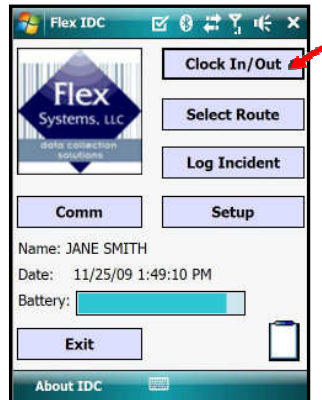 Flex IDC
Clock In/Out
Flex
Systems, LLC
data collection
solutions
Select Route
Log Incident
Comm
Setup
Name: JANE SMITH
Date: 11/25/09 1:49:10 PM
Battery:
Exit
About IDC